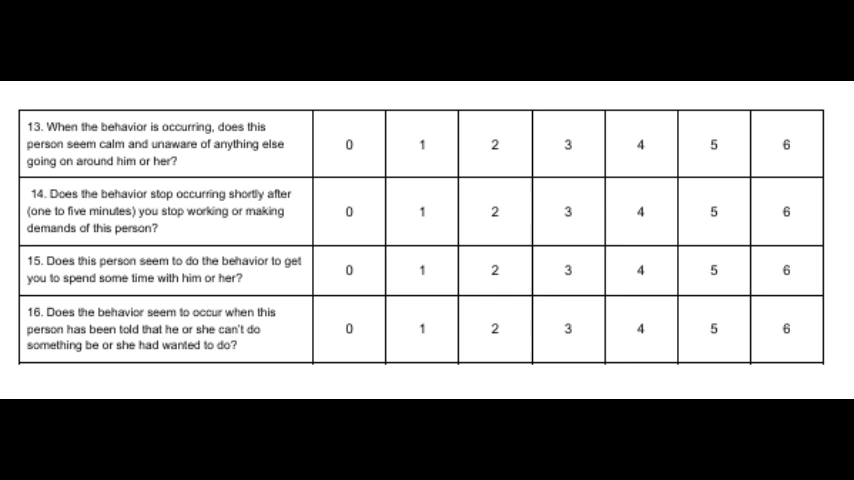 13. When the behavior is occurring, does this
person seem calm and unaware of anything else
going on around him or her?
0 1 2 3 4 5 6
14. Does the behavior stop occurring shortly after
(one to five minutes) you stop working or making
demands of this person?
0 1 2 3 4 5 6
15. Does this person seem to do the behavior to get
you to spend some time with him or her?
0 1 2 3 4 5 6
16. Does the behavior seem to occur when this
person has been told that he or she can't do
something be or she had wanted to do?
0 1 2 3 4 5 6